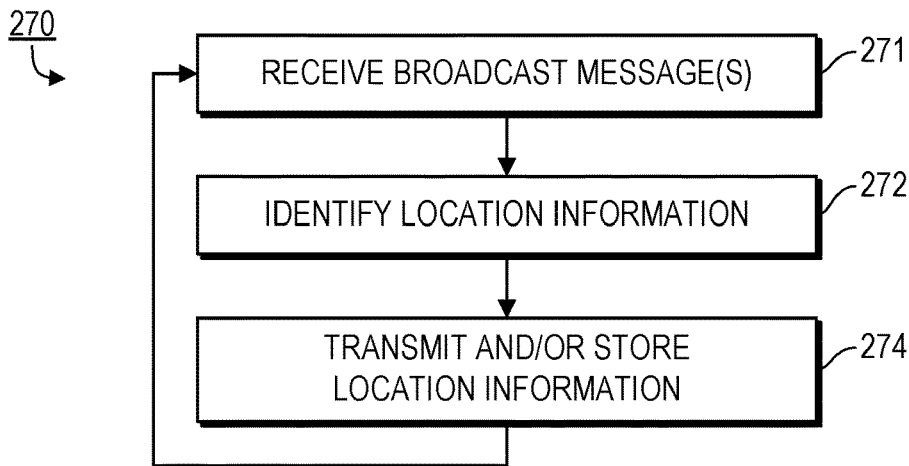 270
RECEIVE BROADCAST MESSAGE(S)
271
IDENTIFY LOCATION INFORMATION
272
TRANSMIT AND/OR STORE
LOCATION INFORMATION
274